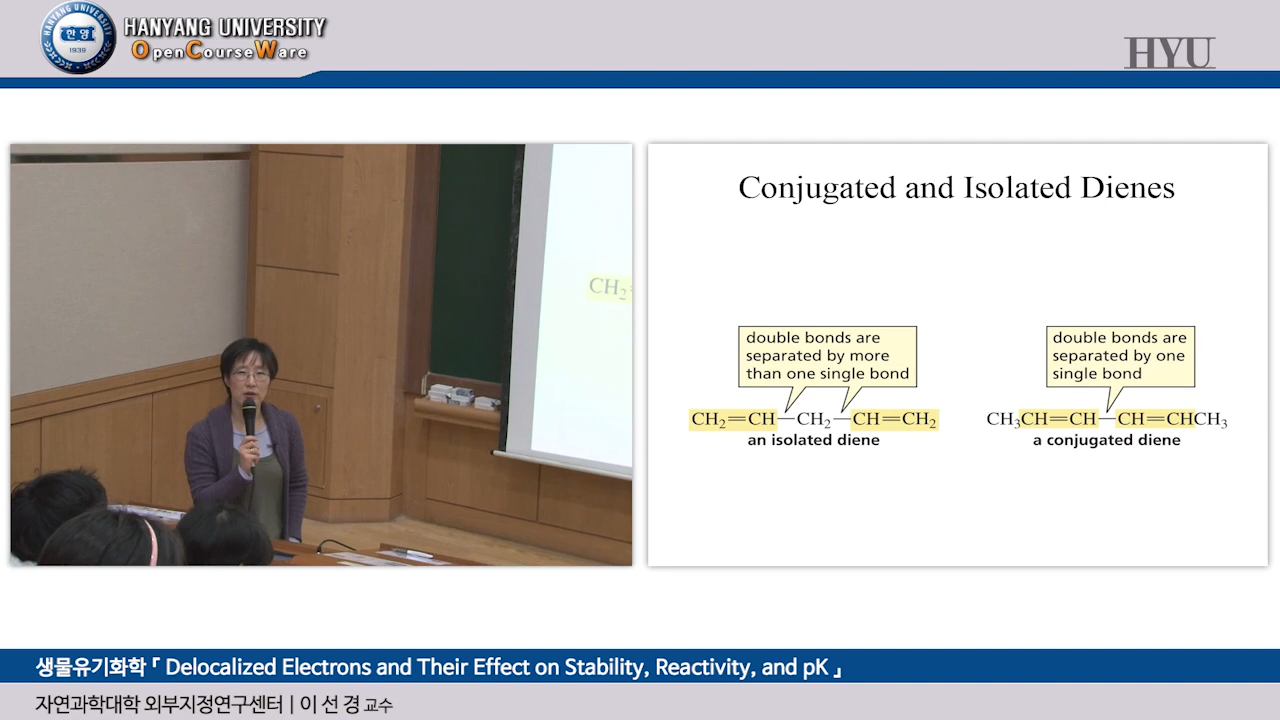 HANYANG UNIVERSITY
한양
1939
HANYANG UNIVERSITY
OpenCourseWare
HYU
CH₂
Conjugated and Isolated Dienes
double bonds are
separated by more
than one single bond
CH₂=CH—CH₂—CH=CH₂
an isolated diene
double bonds are
separated by one
single bond
CH₃CH=CH—CH=CHCH₃
a conjugated diene
생물유기화학「 Delocalized Electrons and Their Effect on Stability, Reactivity, and pK 」
자연과학대학 외부지정연구센터 | 이 선 경 교수